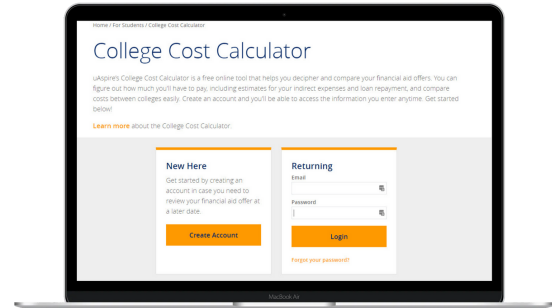 Home / For Students / College Cost Calculator
College Cost Calculator
uAspire's College Cost Calculator is a free online tool that helps you decipher and compare your financial aid offers. You can
figure out how much you'll have to pay, including estimates for your indirect expenses and loan repayment, and compare
costs between colleges easily. Create an account and you'll be able to access the information you enter anytime. Get started
below!
Learn more about the College Cost Calculator.
New Here
Get started by creating an
account in case you need to
review your financial aid offer at
a later date.
Create Account
Returning
Email
Password
Login
Forgot your password?
MacBook Air